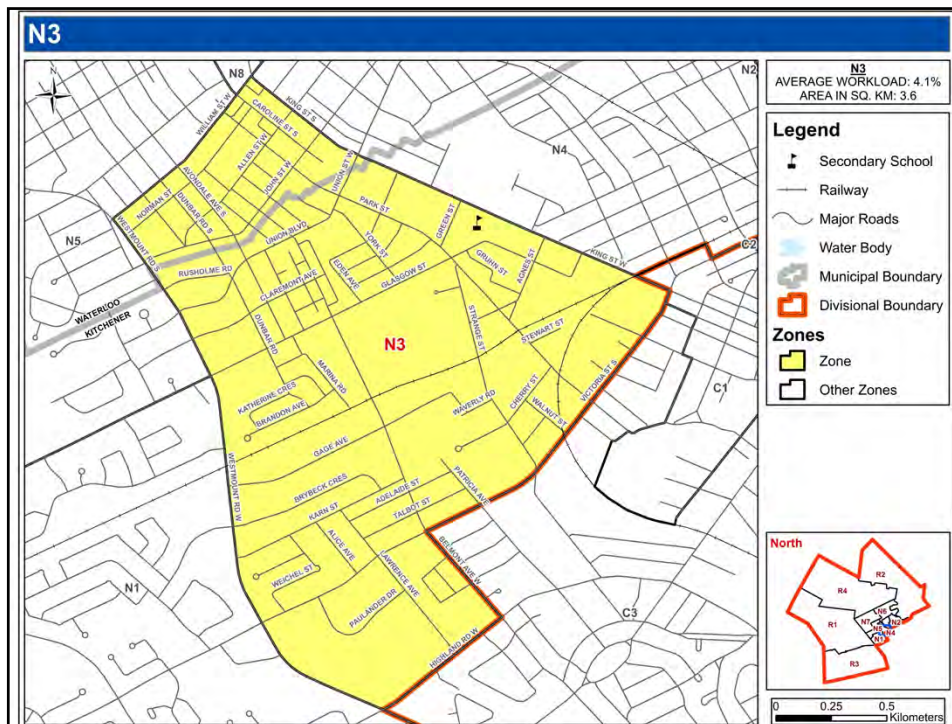 N3
N
N8
N2
N3
AVERAGE WORKLOAD: 4.1%
AREA IN SQ. KM: 3.6
WILLIAM ST W
CAROLINE ST S
KING ST S
ALLEN ST W
JOHN ST W
UNION ST W
N4
AVONDALE AVE S
NORMAN ST
DUNBAR RD S
PARK ST
GREEN ST
UNION BLVD
YORK ST
N5
WESTMOUNT RD S
RUSHOLME RD
EDEN AVE
GLASGOW ST
GRUHN ST
AGNES ST
KING ST W
C2
CLAREMONT AVE
WATERLOO
KITCHENER
DUNBAR RD
N3
STRANGE ST
STEWART ST
MARINA RD
VICTORIA ST S
KATHERINE CRES
BRANDON AVE
WAVERLY RD
CHERRY ST
WALNUT ST
C1
GAGE AVE
WESTMOUNT RD W
BRYBECK CRES
ADELAIDE ST
PATRICIA AVE
KARN ST
TALBOT ST
ALICE AVE
BELMONT AVE W
N1
WEICHEL ST
LAWRENCE AVE
PAULANDER DR
C3
HIGHLAND RD W
Legend
Secondary School
Railway
Major Roads
Water Body
Municipal Boundary
Divisional Boundary
Zones
Zone
Other Zones
North
R2
R4
N6
R1
N7
N2
N5
N4
N1
R3
0 0.25 0.5
Kilometers